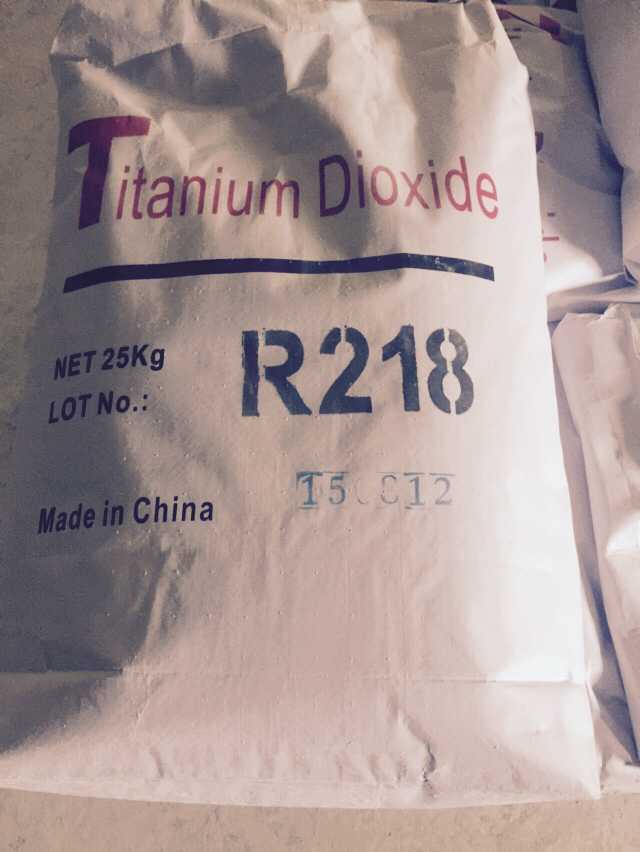 Titanium Dioxide
NET 25Kg
R218
LOT No.:
Made in China